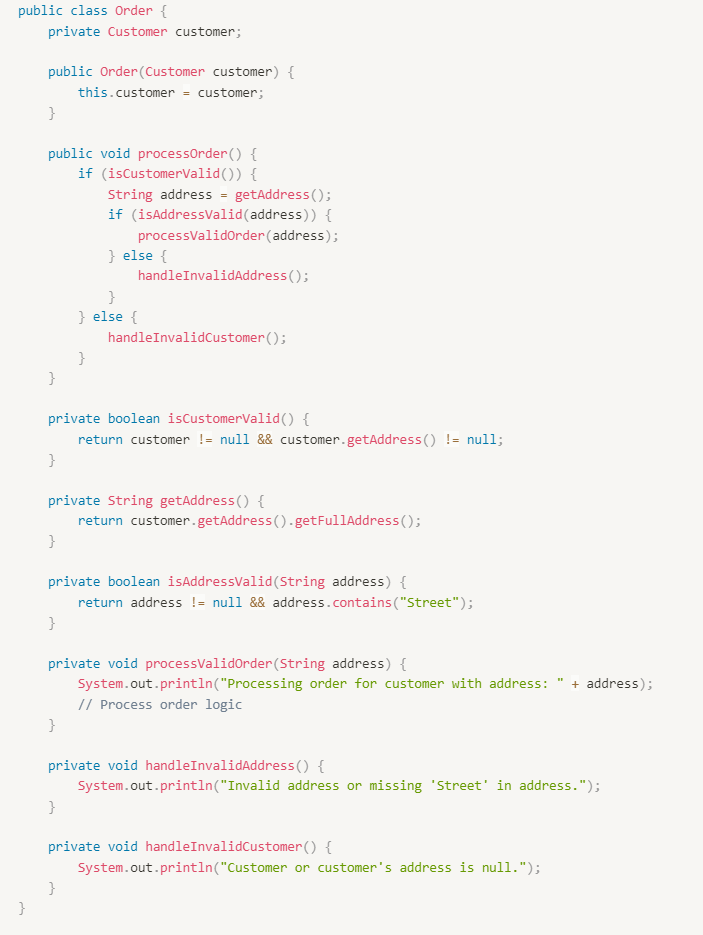 public class Order {
    private Customer customer;

    public Order(Customer customer) {
        this.customer = customer;
    }

    public void processOrder() {
        if (isCustomerValid()) {
            String address = getAddress();
            if (isAddressValid(address)) {
                processValidOrder(address);
            } else {
                handleInvalidAddress();
            }
        } else {
            handleInvalidCustomer();
        }
    }

    private boolean isCustomerValid() {
        return customer != null && customer.getAddress() != null;
    }

    private String getAddress() {
        return customer.getAddress().getFullAddress();
    }

    private boolean isAddressValid(String address) {
        return address != null && address.contains("Street");
    }

    private void processValidOrder(String address) {
        System.out.println("Processing order for customer with address: " + address);
        // Process order logic
    }

    private void handleInvalidAddress() {
        System.out.println("Invalid address or missing 'Street' in address.");
    }

    private void handleInvalidCustomer() {
        System.out.println("Customer or customer's address is null.");
    }
}